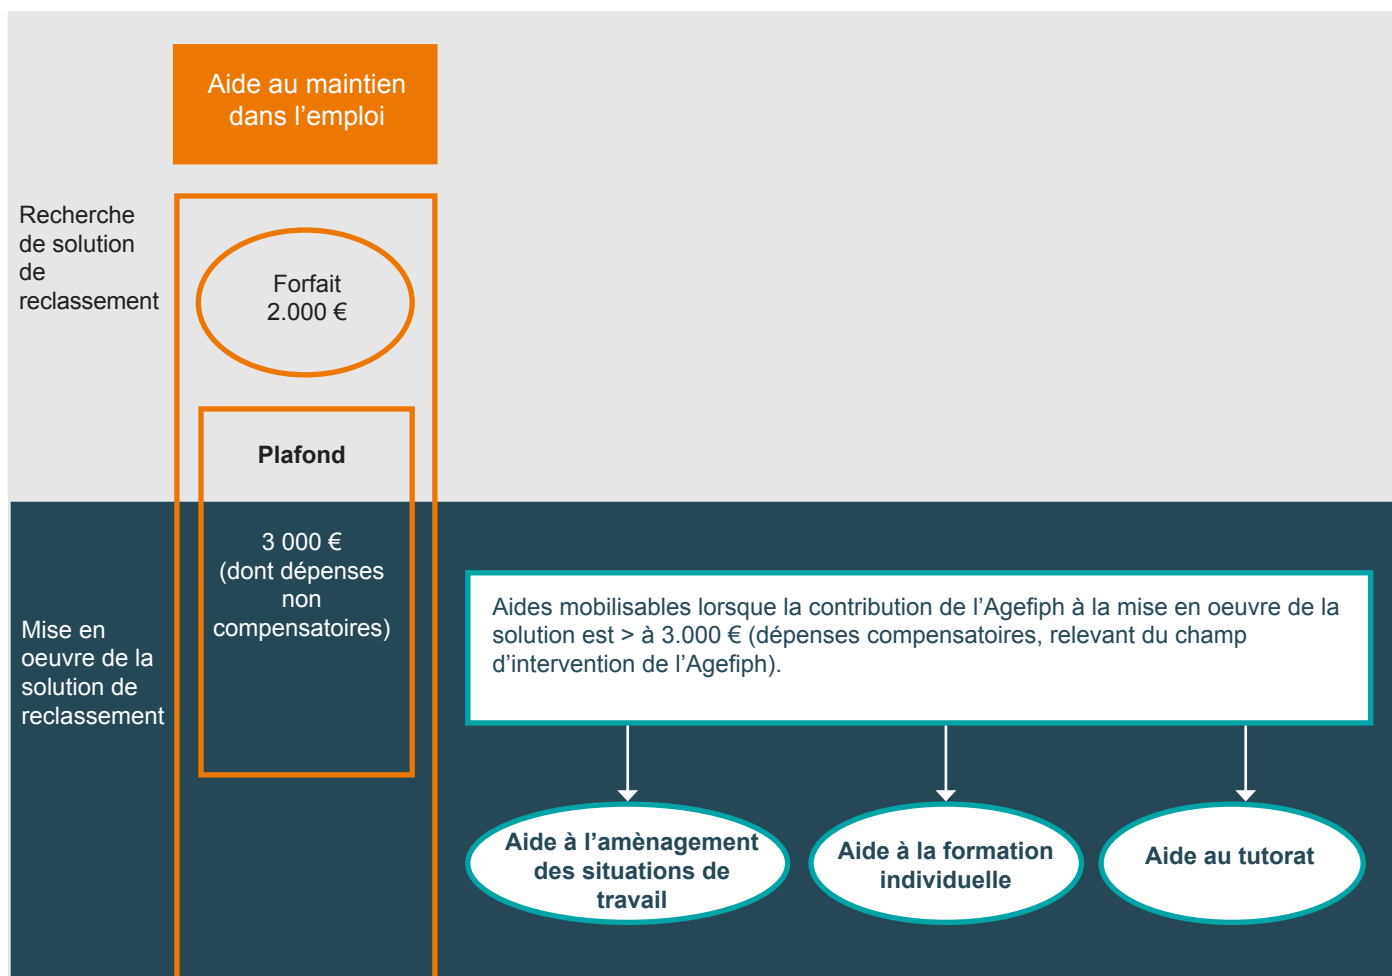 Aide au maintien
dans l’emploi
Recherche
de solution
de
reclassement
Forfait
2.000 €
Plafond
3 000 €
(dont dépenses
non
compensatoires)
Mise en
oeuvre de la
solution de
reclassement
Aides mobilisables lorsque la contribution de l’Agefiph à la mise en oeuvre de la
solution est > à 3.000 € (dépenses compensatoires, relevant du champ
d’intervention de l’Agefiph).
Aide à l’amènagement
des situations de
travail
Aide à la formation
individuelle
Aide au tutorat